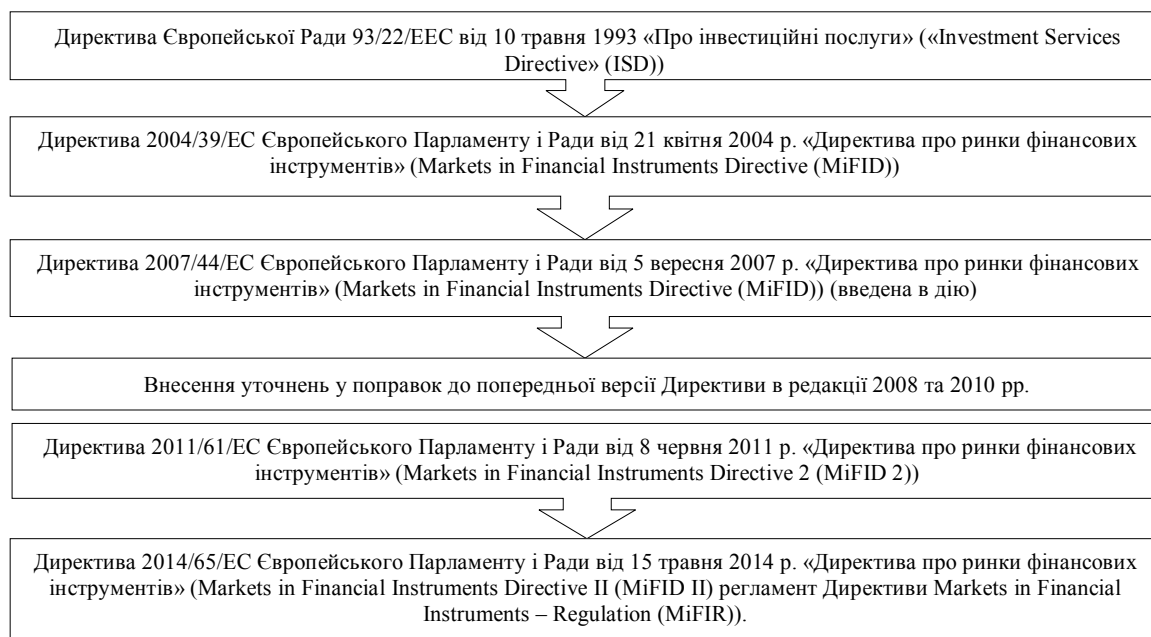 Директива Європейської Ради 93/22/ЕЕС від 10 травня 1993 «Про інвестиційні послуги» («Investment Services
Directive» (ISD))
Директива 2004/39/ЕС Європейського Парламенту і Ради від 21 квітня 2004 р. «Директива про ринки фінансових
інструментів» (Markets in Financial Instruments Directive (MiFID))
Директива 2007/44/ЕС Європейського Парламенту і Ради від 5 вересня 2007 р. «Директива про ринки фінансових
інструментів» (Markets in Financial Instruments Directive (MiFID)) (введена в дію)
Внесення уточнень у поправок до попередньої версії Директиви в редакції 2008 та 2010 рр.
Директива 2011/61/ЕС Європейського Парламенту і Ради від 8 червня 2011 р. «Директива про ринки фінансових
інструментів» (Markets in Financial Instruments Directive 2 (MiFID 2))
Директива 2014/65/ЕС Європейського Парламенту і Ради від 15 травня 2014 р. «Директива про ринки фінансових
інструментів» (Markets in Financial Instruments Directive II (MiFID II) регламент Директиви Markets in Financial
Instruments – Regulation (MiFIR)).